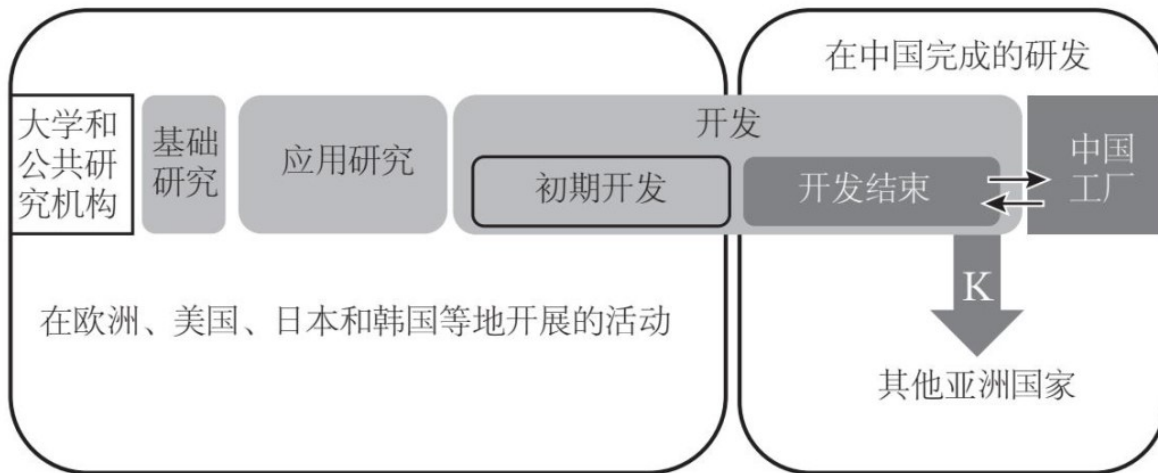 在中国完成的研发
大学和
公共研
究机构
基础
研究
应用研究
开发
初期开发
开发结束
中国
工厂
K
在欧洲、美国、日本和韩国等地开展的活动
其他亚洲国家